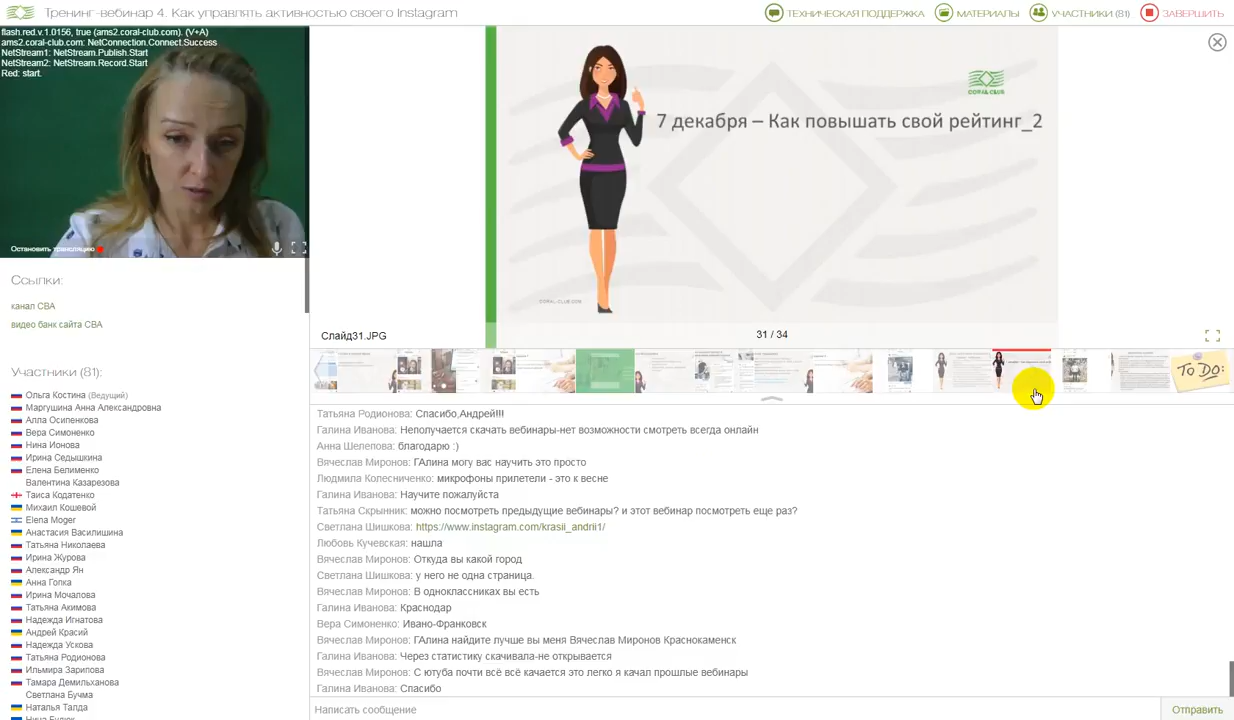 Тренинг-вебинар 4. Как управлять активностью своего Instagram
ТЕХНИЧЕСКАЯ ПОДДЕРЖКА
МАТЕРИАЛЫ
УЧАСТНИКИ (81)
ЗАВЕРШИТЬ
flash.red.v.1.0156, true (ams2.coral-club.com). (V+A)
ams2.coral-club.com: NetConnection.Connect.Success
NetStream1: NetStream.Publish.Start
NetStream2: NetStream.Record.Start
Red: start.
Остановить трансляцию
CORAL CLUB
7 декабря – Как повышать свой рейтинг_2
CORAL-CLUB.COM
Слайд31.JPG
31 / 34
TO DO:
Ссылки:
канал СВА
видео банк сайта СВА
Участники (81):
Ольга Костина (Ведущий)
Маргушина Анна Александровна
Алла Осипенкова
Вера Симоненко
Нина Ионова
Ирина Седышкина
Елена Белименко
Валентина Казарезова
Таиса Кодатенко
Михаил Кошевой
Elena Moger
Анастасия Василишина
Татьяна Николаева
Ирина Журова
Александр Ян
Анна Гопка
Ирина Мочалова
Татьяна Акимова
Надежда Игнатова
Андрей Красий
Надежда Ускова
Татьяна Родионова
Ильмира Зарипова
Тамара Демильханова
Светлана Бучма
Наталья Талда
Татьяна Родионова: Спасибо,Андрей!!!
Галина Иванова: Неполучается скачать вебинары-нет возможности смотреть всегда онлайн
Анна Шелепова: благодарю :)
Вячеслав Миронов: ГАлина могу вас научить это просто
Людмила Колесниченко: микрофоны прилетели - это к весне
Галина Иванова: Научите пожалуйста
Татьяна Скрынник: можно посмотреть предыдущие вебинары? и этот вебинар посмотреть еще раз?
Светлана Шишкова: https://www.instagram.com/krasii_andrii1/
Любовь Кучевская: нашла
Вячеслав Миронов: Откуда вы какой город
Светлана Шишкова: у него не одна страница.
Вячеслав Миронов: В одноклассниках вы есть
Галина Иванова: Краснодар
Вера Симоненко: Ивано-Франковск
Вячеслав Миронов: ГАлина найдите лучше вы меня Вячеслав Миронов Краснокаменск
Галина Иванова: Через статистику скачивала-не открывается
Вячеслав Миронов: С ютуба почти всё всё качается это легко я качал прошлые вебинары
Галина Иванова: Спасибо
Написать сообщение
Отправить